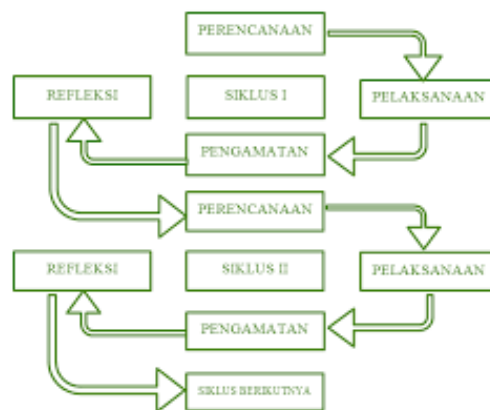 PERENCANAAN
REFLEKSI
SIKLUS I
PELAKSANAAN
PENGAMATAN
PERENCANAAN
REFLEKSI
SIKLUS II
PELAKSANAAN
PENGAMATAN
SIKLUS BERIKUTNYA